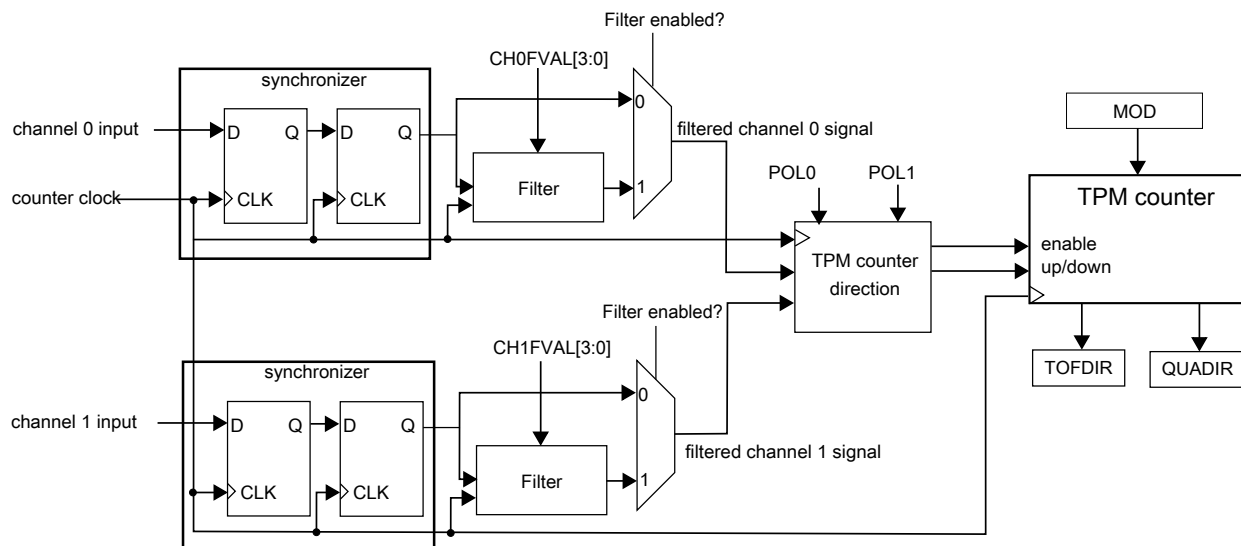 Filter enabled?
CH0FVAL[3:0]
synchronizer
0
MOD
channel 0 input
D
Q
D
Q
filtered channel 0 signal
POL0
POL1
Filter
1
counter clock
CLK
CLK
TPM counter
enable
up/down
TPM counter
direction
Filter enabled?
CH1FVAL[3:0]
synchronizer
TOFDIR
QUADIR
0
channel 1 input
D
Q
D
Q
filtered channel 1 signal
Filter
1
CLK
CLK